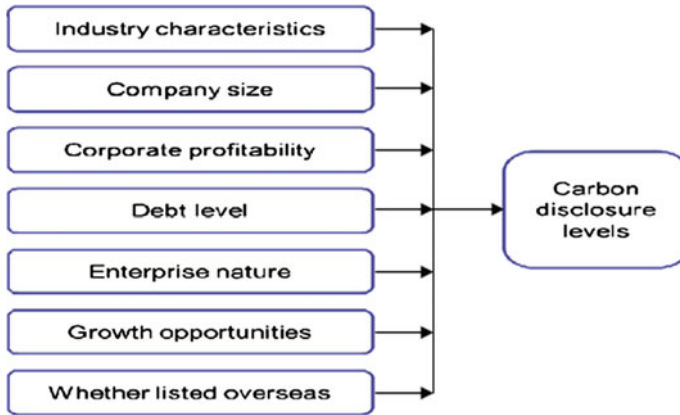 Industry characteristics
Company size
Corporate profitability
Debt level
Enterprise nature
Growth opportunities
Whether listed overseas
Carbon
disclosure
levels